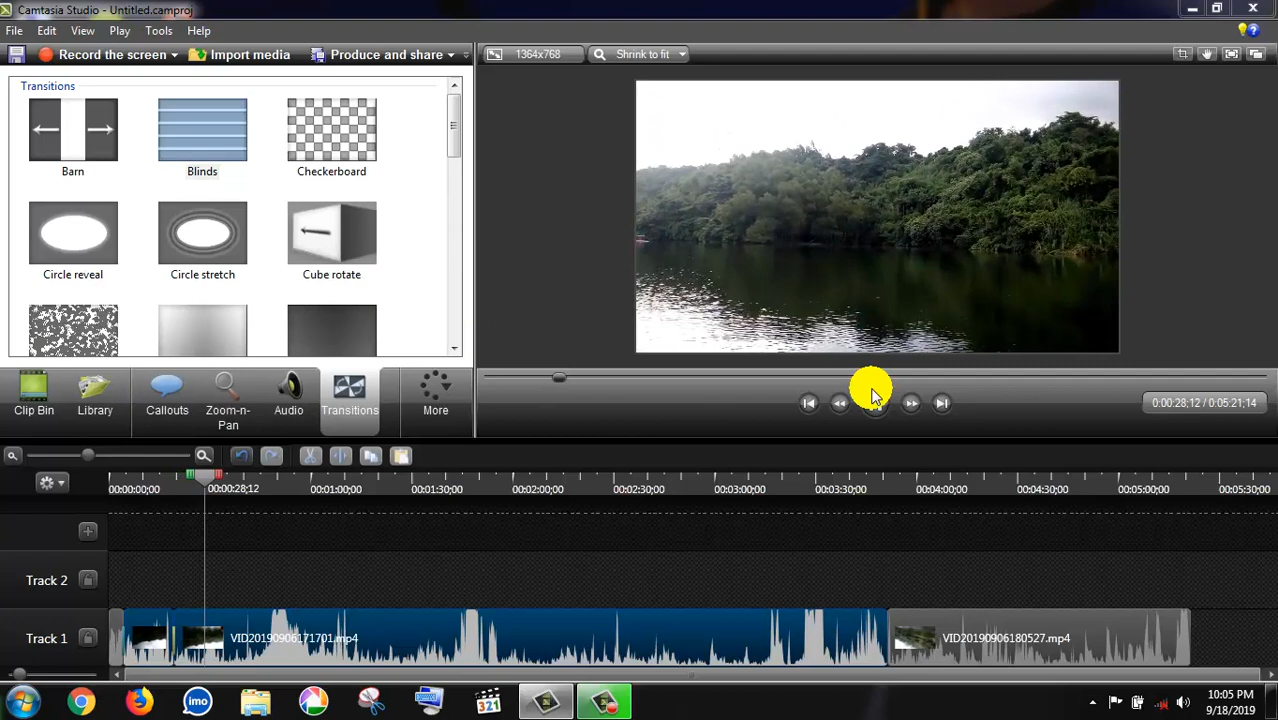 Camtasia Studio - Untitled.camproj
File Edit View Play Tools Help
Record the screen Import media Produce and share 1364x768 Shrink to fit
Transitions
Barn Blinds Checkerboard
Circle reveal Circle stretch Cube rotate
Clip Bin Library Callouts Zoom-n-Pan Audio Transitions More
0:00:28;12 / 0:05:21;14
00:00:00;00 00:00:28;12 00:01:00;00 00:01:30;00 00:02:00;00 00:02:30;00 00:03:00;00 00:03:30;00 00:04:00;00 00:04:30;00 00:05:00;00 00:05:30;00
Track 2
Track 1 VID20190906171701.mp4 VID20190906180527.mp4
imo 321 10:05 PM
9/18/2019